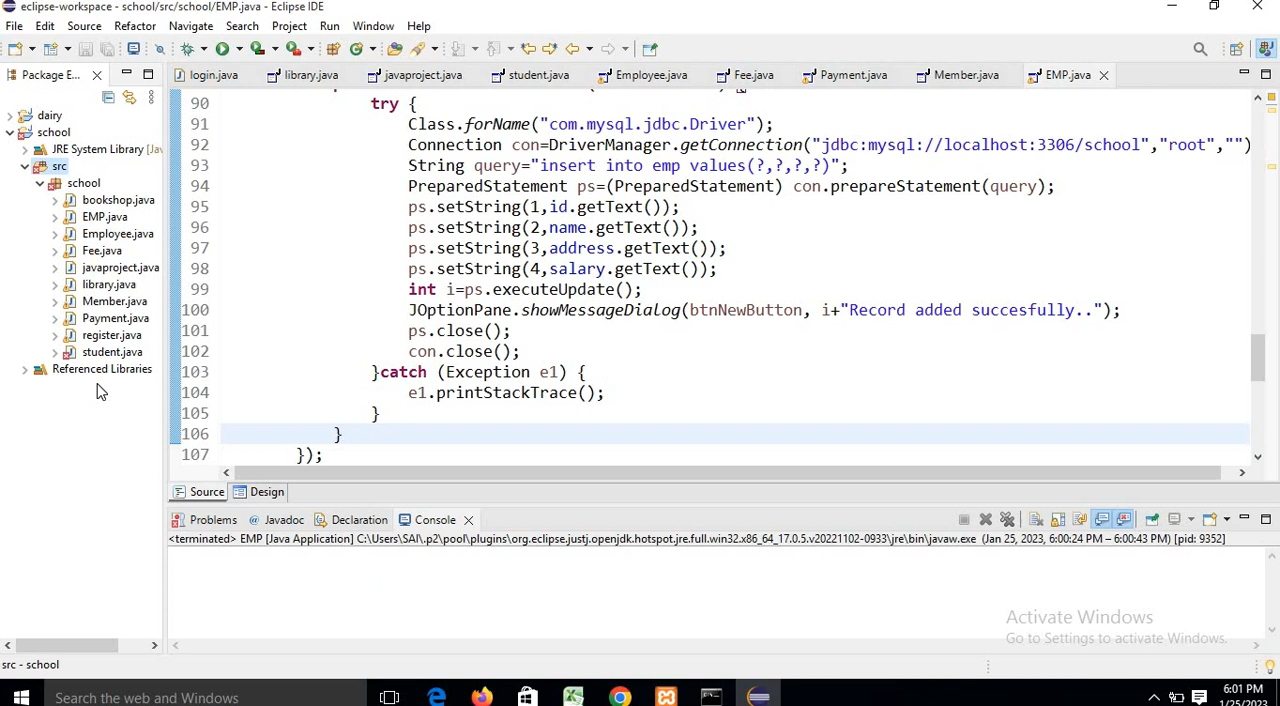 eclipse-workspace - school/src/school/EMP.java - Eclipse IDE
File Edit Source Refactor Navigate Search Project Run Window Help
Package E...
login.java library.java javaproject.java student.java Employee.java Fee.java Payment.java Member.java EMP.java
dairy
school
JRE System Library [Jav
src
school
bookshop.java
EMP.java
Employee.java
Fee.java
javaproject.java
library.java
Member.java
Payment.java
register.java
student.java
Referenced Libraries
90 try {
91 Class.forName("com.mysql.jdbc.Driver");
92 Connection con=DriverManager.getConnection("jdbc:mysql://localhost:3306/school","root","")
93 String query="insert into emp values(?,?,?,?)";
94 PreparedStatement ps=(PreparedStatement) con.prepareStatement(query);
95 ps.setString(1,id.getText());
96 ps.setString(2,name.getText());
97 ps.setString(3,address.getText());
98 ps.setString(4,salary.getText());
99 int i=ps.executeUpdate();
100 JOptionPane.showMessageDialog(btnNewButton, i+"Record added succesfully..");
101 ps.close();
102 con.close();
103 }catch (Exception e1) {
104 e1.printStackTrace();
105 }
106 }
107 });
Source Design
Problems Javadoc Declaration Console
<terminated> EMP [Java Application] C:\Users\SAI\.p2\pool\plugins\org.eclipse.justj.openjdk.hotspot.jre.full.win32.x86_64_17.0.5.v20221102-0933\jre\bin\javaw.exe (Jan 25, 2023, 6:00:24 PM – 6:00:43 PM) [pid: 9352]
Activate Windows
Go to Settings to activate Windows.
src - school
Search the web and Windows
6:01 PM
1/25/2023